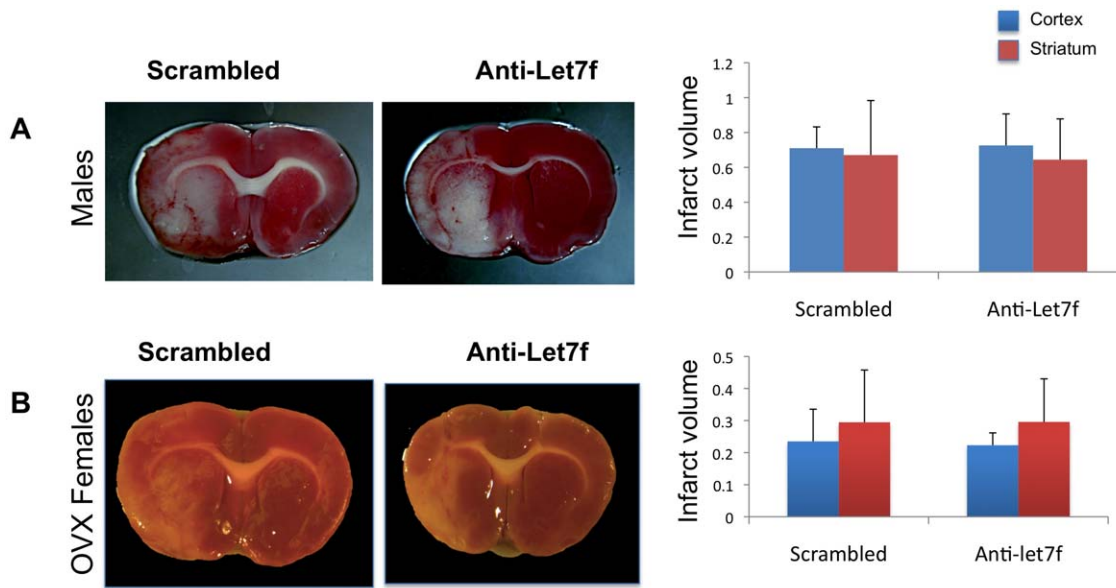 Cortex
Striatum
Scrambled
Anti-Let7f
A
Males
Infarct volume
1.2
1
0.8
0.6
0.4
0.2
0
Scrambled
Anti-Let7f
Scrambled
Anti-Let7f
B
OVX Females
Infarct volume
0.5
0.4
0.3
0.2
0.1
0
Scrambled
Anti-let7f